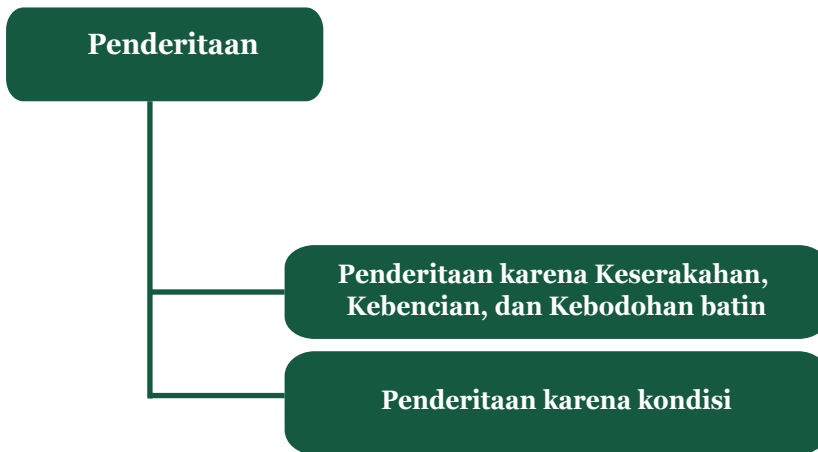 Penderitaan
Penderitaan karena Keserakahan,
Kebencian, dan Kebodohan batin
Penderitaan karena kondisi